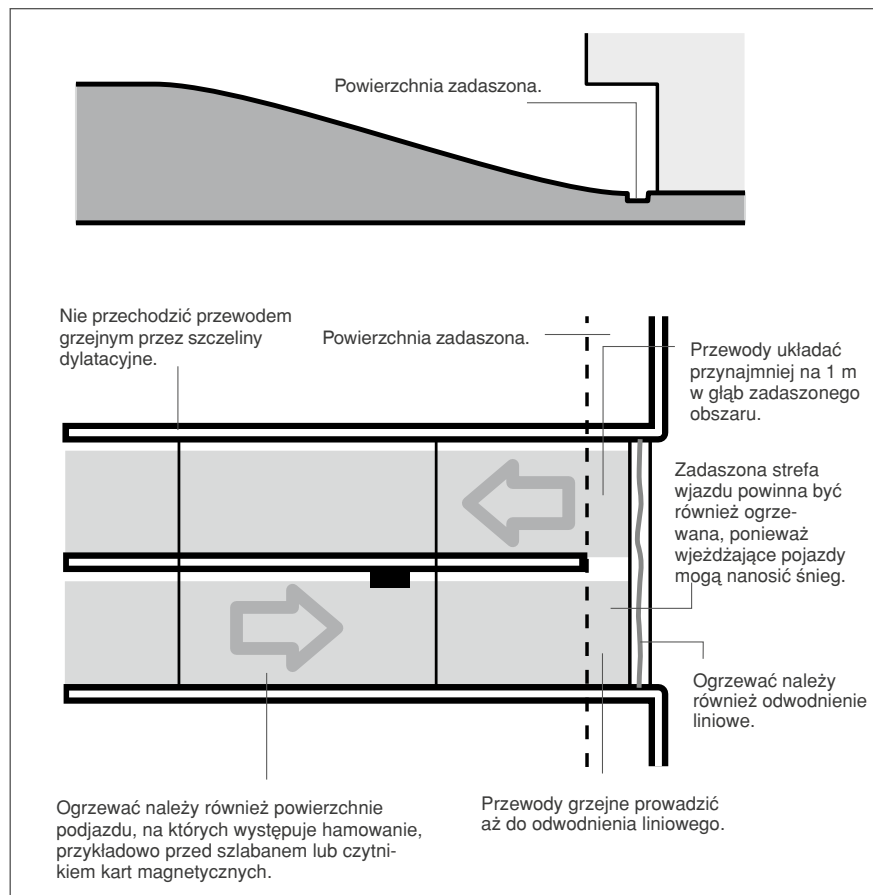 Powierzchnia zadaszona.
Nie przechodzić przewodem
grzejnym przez szczeliny
dylatacyjne.
Powierzchnia zadaszona.
Przewody układać
przynajmniej na 1 m
w głąb zadaszonego
obszaru.
Zadaszona strefa
wjazdu powinna być
również ogrze-
wana, ponieważ
wjeżdżające pojazdy
mogą nanosić śnieg.
Ogrzewać należy
również odwodnienie
liniowe.
Ogrzewać należy również powierzchnie
podjazdu, na których występuje hamowanie,
przykładowo przed szlabanem lub czytni-
kiem kart magnetycznych.
Przewody grzejne prowadzić
aż do odwodnienia liniowego.